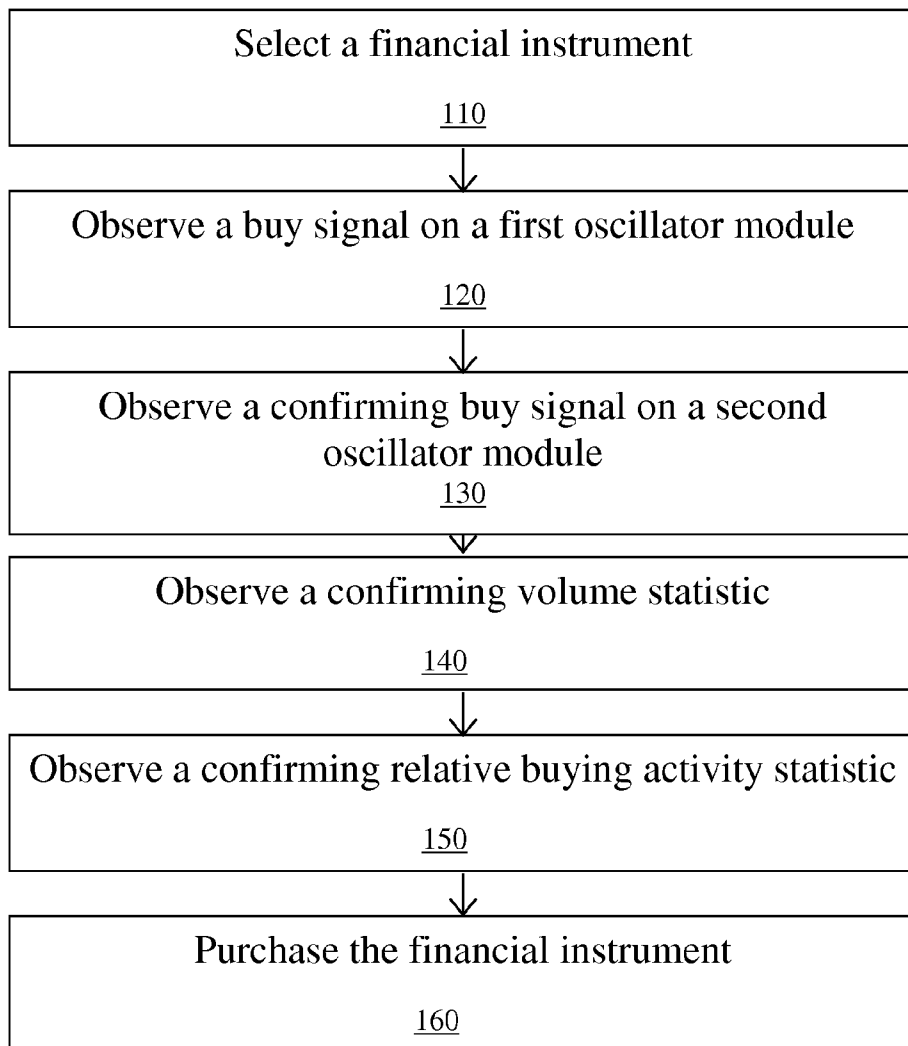 Select a financial instrument
110
Observe a buy signal on a first oscillator module
120
Observe a confirming buy signal on a second
oscillator module
130
Observe a confirming volume statistic
140
Observe a confirming relative buying activity statistic
150
Purchase the financial instrument
160